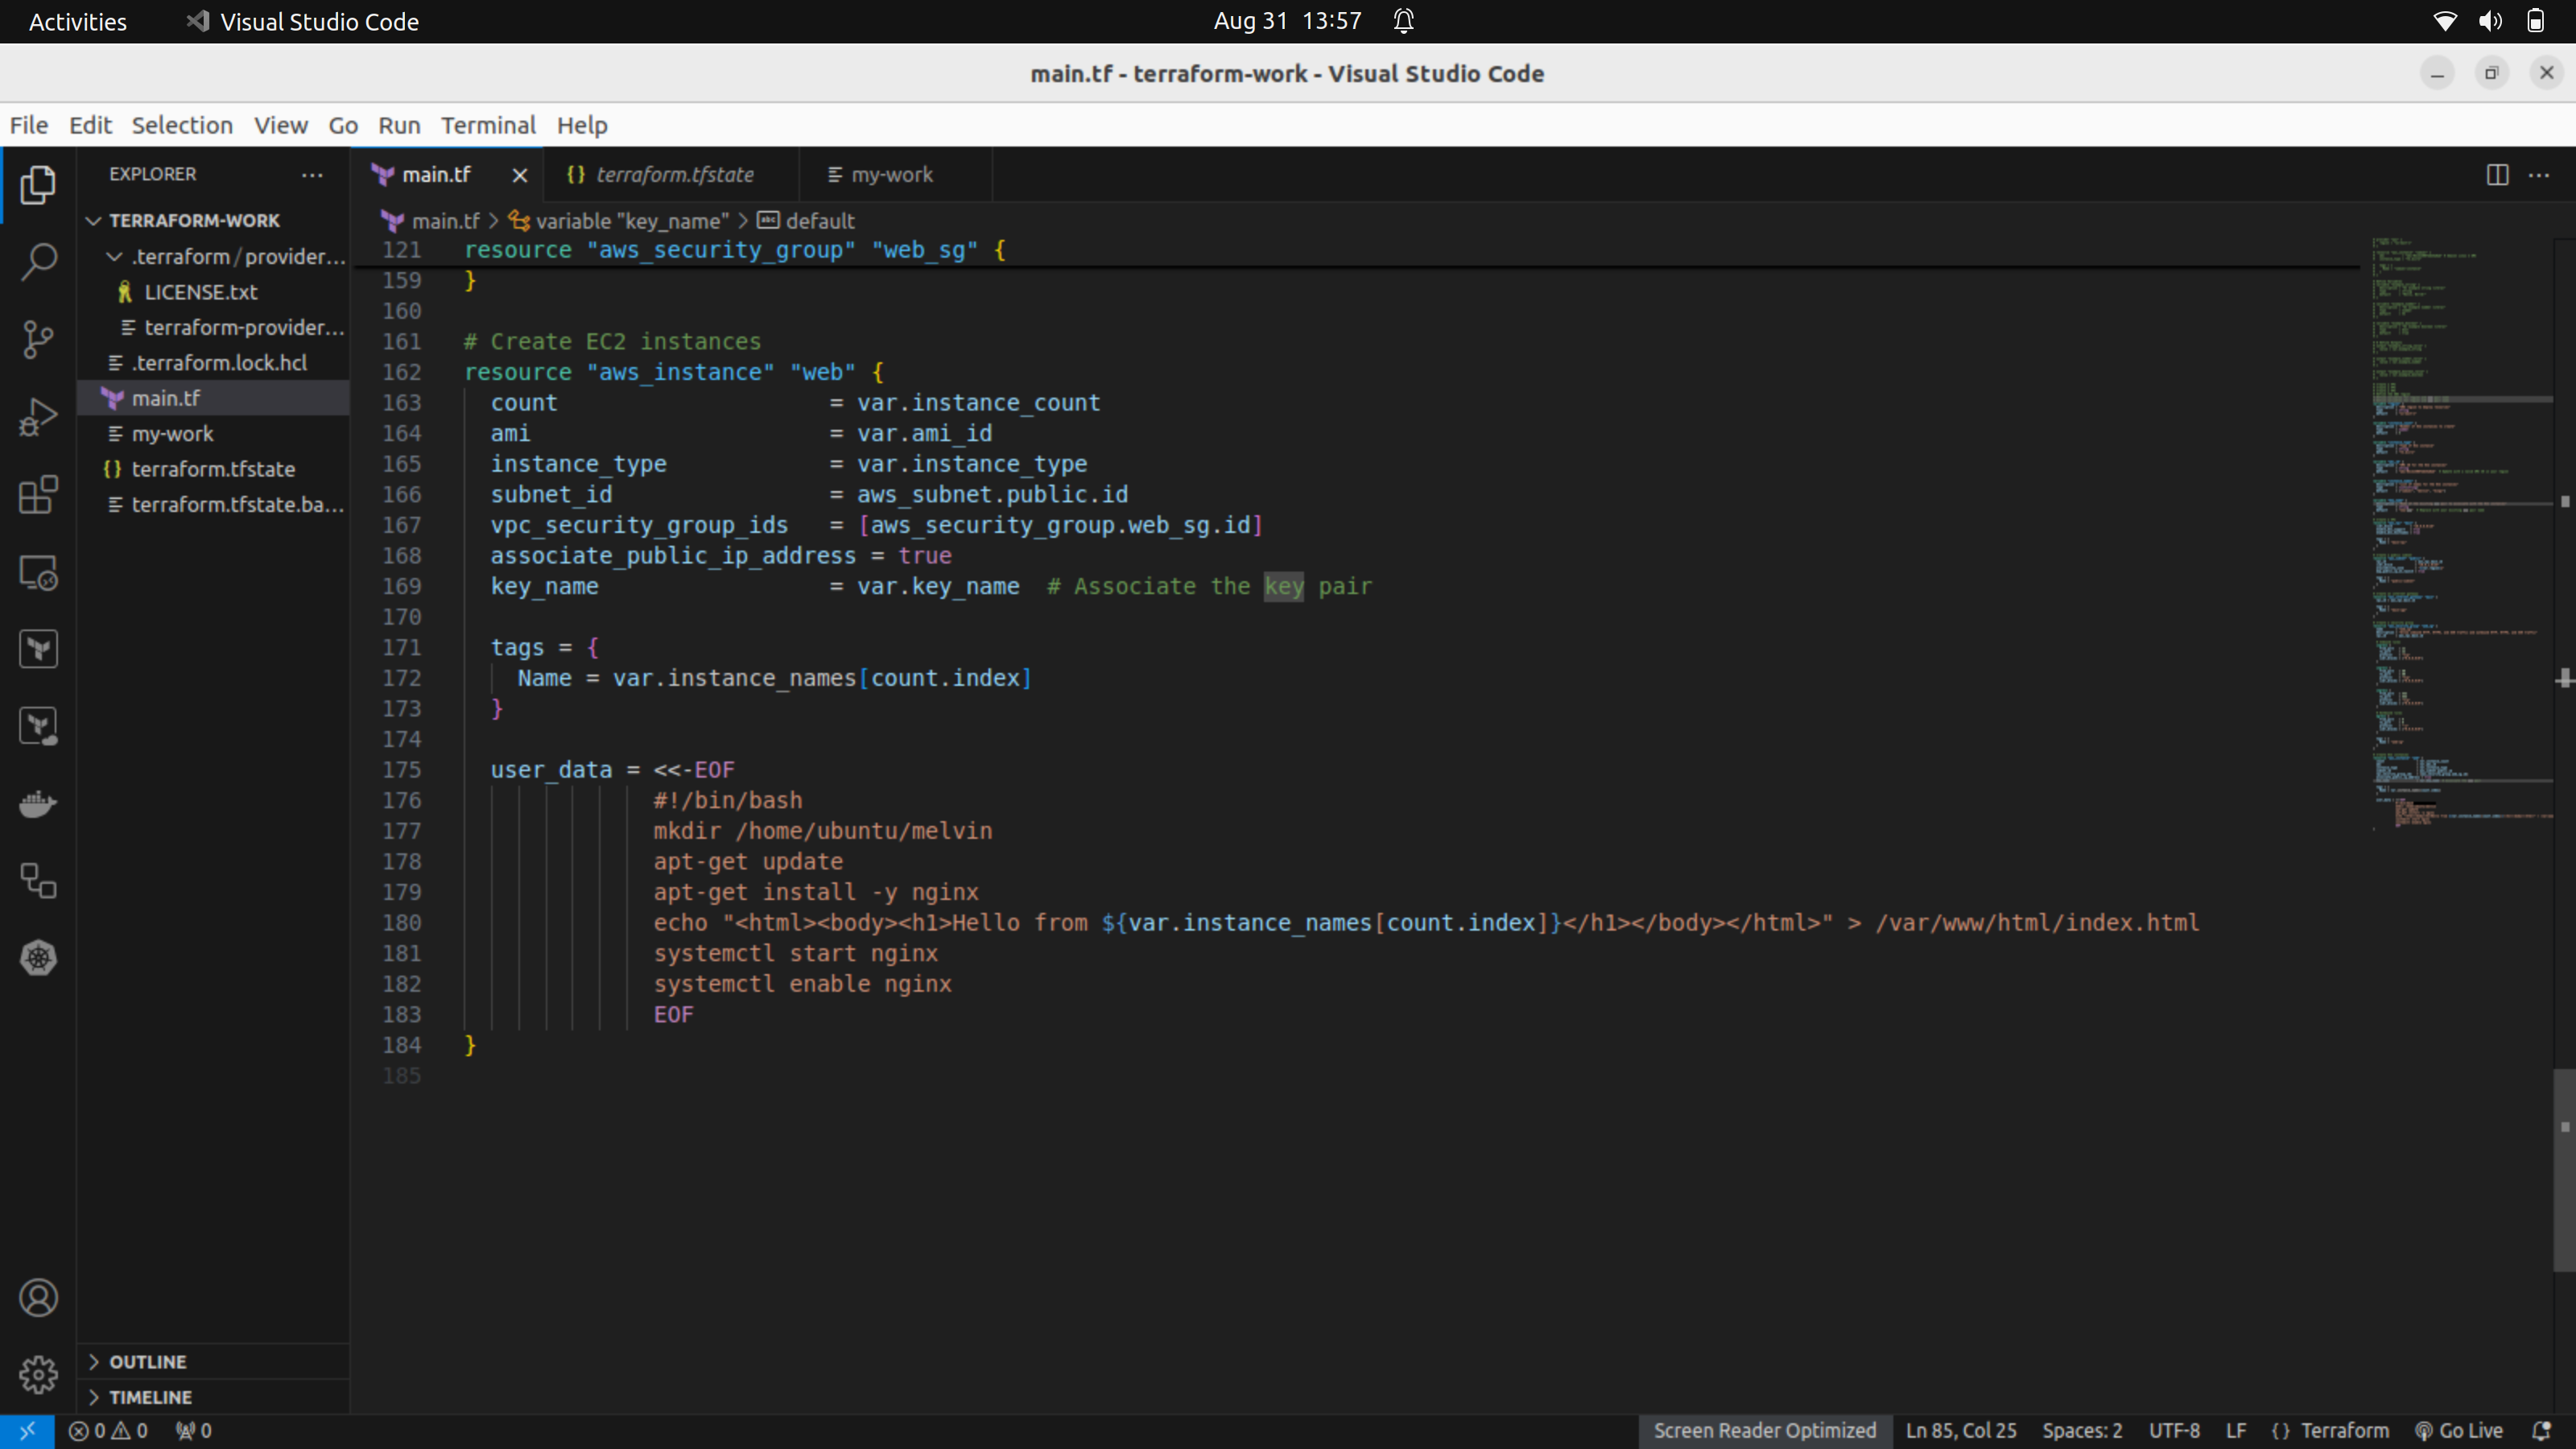 Activities Visual Studio Code Aug 31 13:57
main.tf - terraform-work - Visual Studio Code
File Edit Selection View Go Run Terminal Help
EXPLORER
main.tf terraform.tfstate my-work
TERRAFORM-WORK
.terraform/provider...
LICENSE.txt
terraform-provider...
.terraform.lock.hcl
main.tf
my-work
terraform.tfstate
terraform.tfstate.ba...
OUTLINE
TIMELINE
main.tf > variable "key_name" > default
121 resource "aws_security_group" "web_sg" {
159 }
160
161 # Create EC2 instances
162 resource "aws_instance" "web" {
163 count = var.instance_count
164 ami = var.ami_id
165 instance_type = var.instance_type
166 subnet_id = aws_subnet.public.id
167 vpc_security_group_ids = [aws_security_group.web_sg.id]
168 associate_public_ip_address = true
169 key_name = var.key_name # Associate the key pair
170
171 tags = {
172 Name = var.instance_names[count.index]
173 }
174
175 user_data = <<-EOF
176 #!/bin/bash
177 mkdir /home/ubuntu/melvin
178 apt-get update
179 apt-get install -y nginx
180 echo "<html><body><h1>Hello from ${var.instance_names[count.index]}</h1></body></html>" > /var/www/html/index.html
181 systemctl start nginx
182 systemctl enable nginx
183 EOF
184 }
185
0 0 0 Screen Reader Optimized Ln 85, Col 25 Spaces: 2 UTF-8 LF {} Terraform Go Live